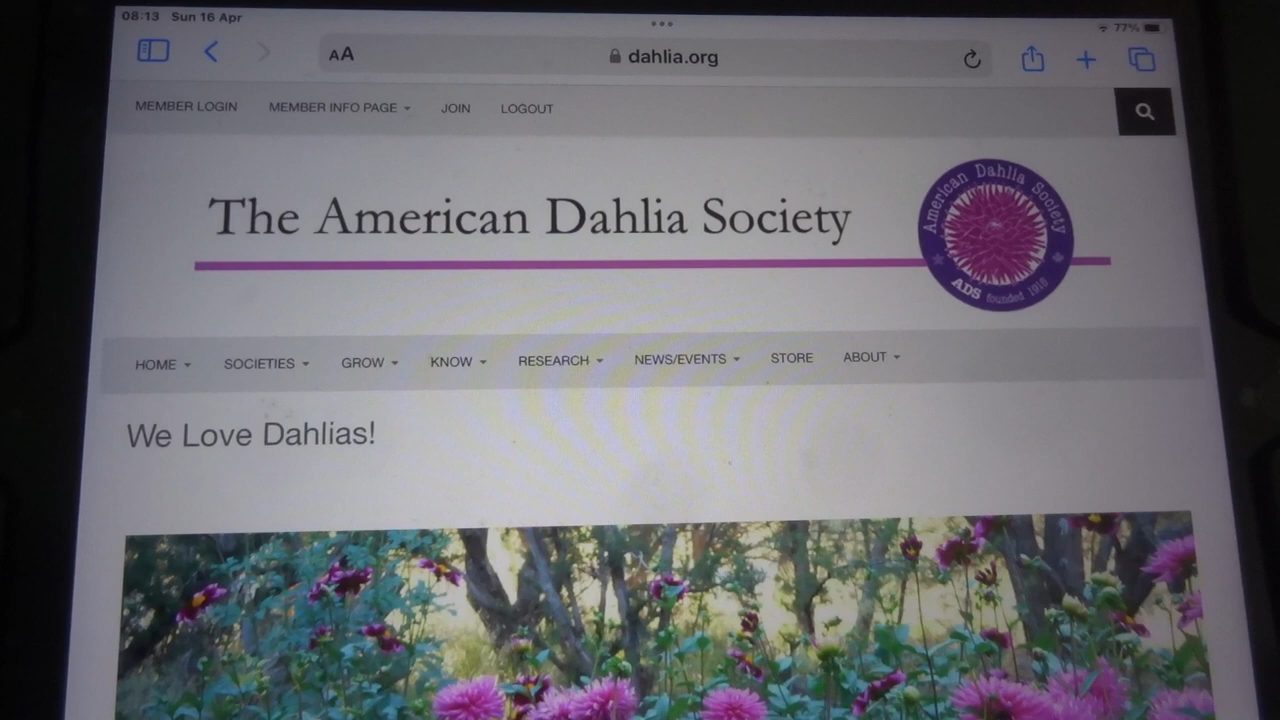 08:13 Sun 16 Apr
77%
AA
dahlia.org
MEMBER LOGIN MEMBER INFO PAGE JOIN LOGOUT
The American Dahlia Society
American Dahlia Society
ADS founded 1915
HOME SOCIETIES GROW KNOW RESEARCH NEWS/EVENTS STORE ABOUT
We Love Dahlias!